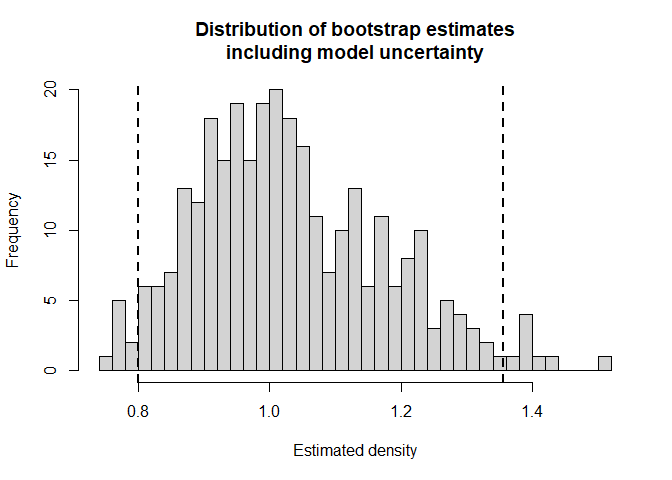 Distribution of bootstrap estimates
including model uncertainty
20
15
10
5
0
Frequency
0.8 1.0 1.2 1.4
Estimated density